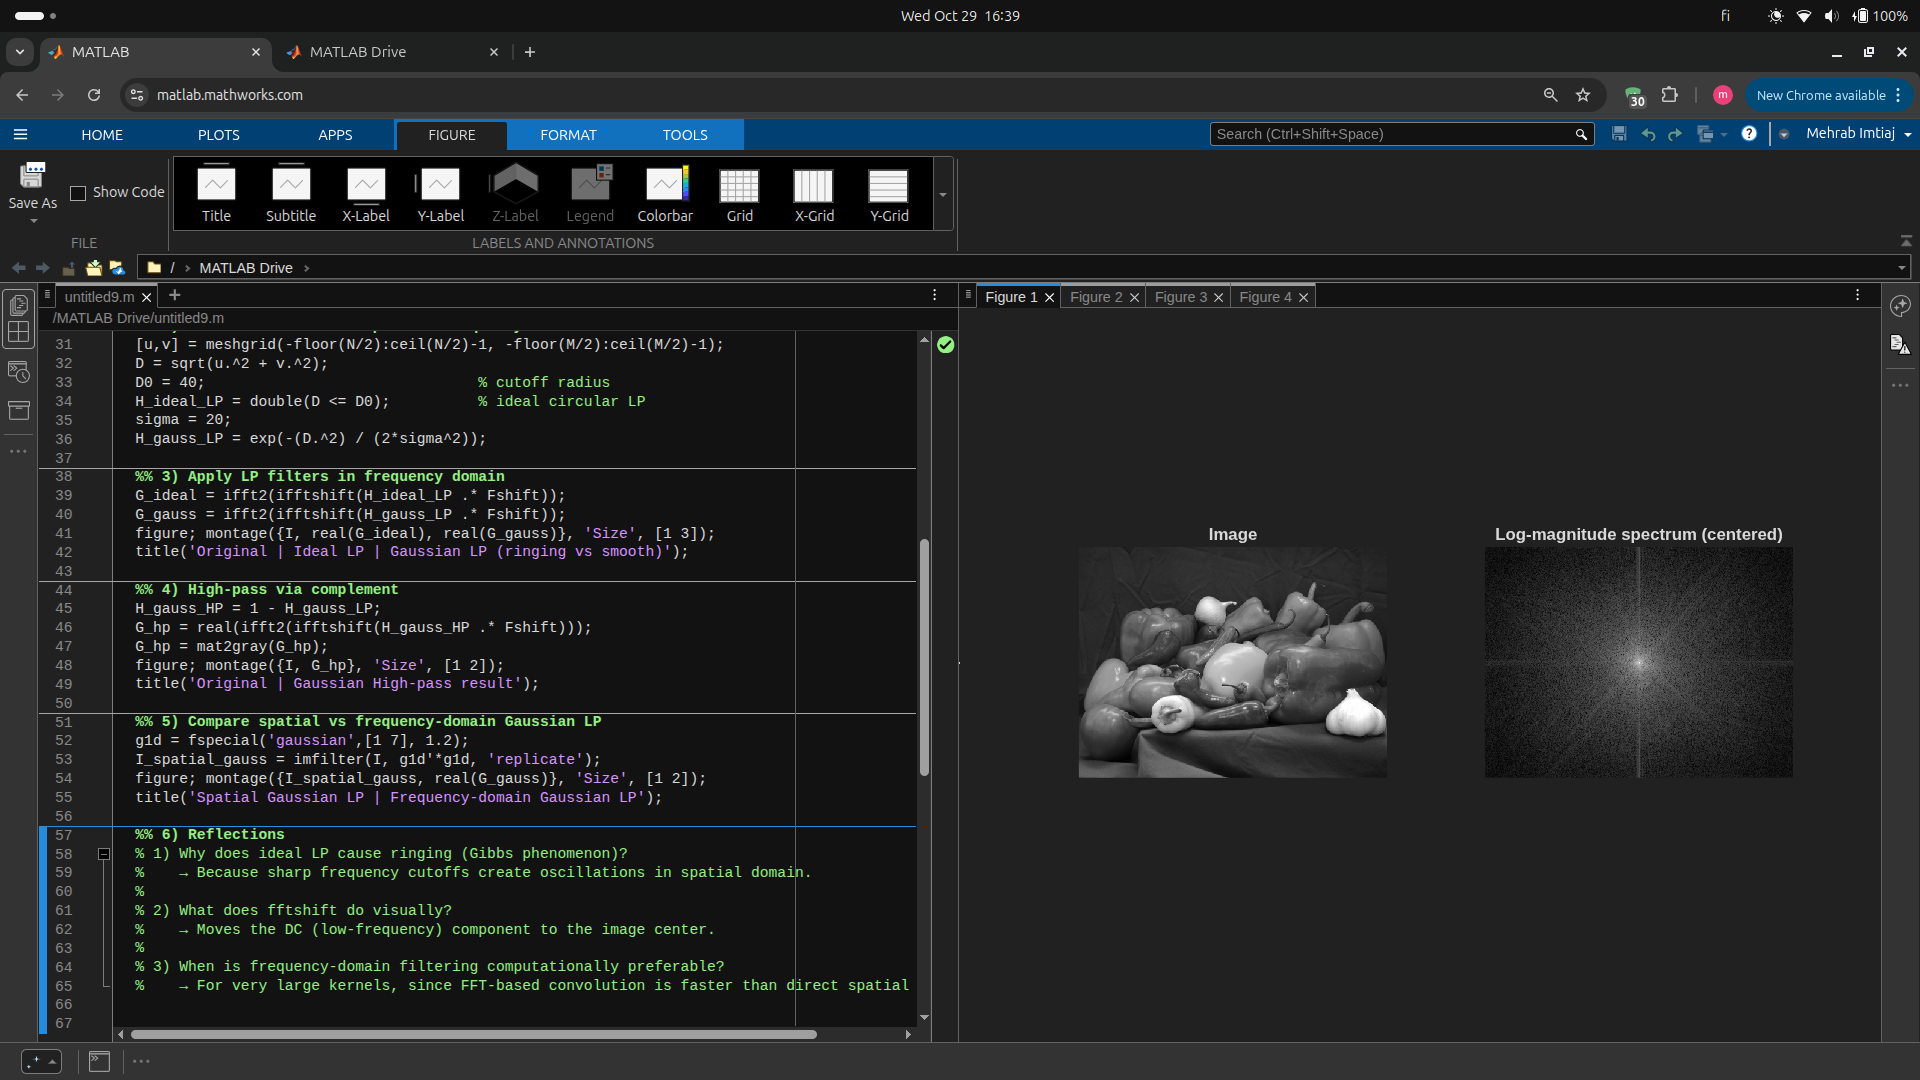 Wed Oct 29 16:39
fi
100%
MATLAB
MATLAB Drive
matlab.mathworks.com
30
m
New Chrome available
HOME
PLOTS
APPS
FIGURE
FORMAT
TOOLS
Search (Ctrl+Shift+Space)
Mehrab Imtiaj
Save As
Show Code
Title
Subtitle
X-Label
Y-Label
Z-Label
Legend
Colorbar
Grid
X-Grid
Y-Grid
FILE
LABELS AND ANNOTATIONS
/ › MATLAB Drive ›
untitled9.m
/MATLAB Drive/untitled9.m
31 [u,v] = meshgrid(-floor(N/2):ceil(N/2)-1, -floor(M/2):ceil(M/2)-1);
32 D = sqrt(u.^2 + v.^2);
33 D0 = 40; % cutoff radius
34 H_ideal_LP = double(D <= D0); % ideal circular LP
35 sigma = 20;
36 H_gauss_LP = exp(-(D.^2) / (2*sigma^2));
37
38 %% 3) Apply LP filters in frequency domain
39 G_ideal = ifft2(ifftshift(H_ideal_LP .* Fshift));
40 G_gauss = ifft2(ifftshift(H_gauss_LP .* Fshift));
41 figure; montage({I, real(G_ideal), real(G_gauss)}, 'Size', [1 3]);
42 title('Original | Ideal LP | Gaussian LP (ringing vs smooth)');
43
44 %% 4) High-pass via complement
45 H_gauss_HP = 1 - H_gauss_LP;
46 G_hp = real(ifft2(ifftshift(H_gauss_HP .* Fshift)));
47 G_hp = mat2gray(G_hp);
48 figure; montage({I, G_hp}, 'Size', [1 2]);
49 title('Original | Gaussian High-pass result');
50
51 %% 5) Compare spatial vs frequency-domain Gaussian LP
52 g1d = fspecial('gaussian',[1 7], 1.2);
53 I_spatial_gauss = imfilter(I, g1d'*g1d, 'replicate');
54 figure; montage({I_spatial_gauss, real(G_gauss)}, 'Size', [1 2]);
55 title('Spatial Gaussian LP | Frequency-domain Gaussian LP');
56
57 %% 6) Reflections
58 % 1) Why does ideal LP cause ringing (Gibbs phenomenon)?
59 % → Because sharp frequency cutoffs create oscillations in spatial domain.
60 %
61 % 2) What does fftshift do visually?
62 % → Moves the DC (low-frequency) component to the image center.
63 %
64 % 3) When is frequency-domain filtering computationally preferable?
65 % → For very large kernels, since FFT-based convolution is faster than direct spatial
66
67
Figure 1
Figure 2
Figure 3
Figure 4
Image
Log-magnitude spectrum (centered)